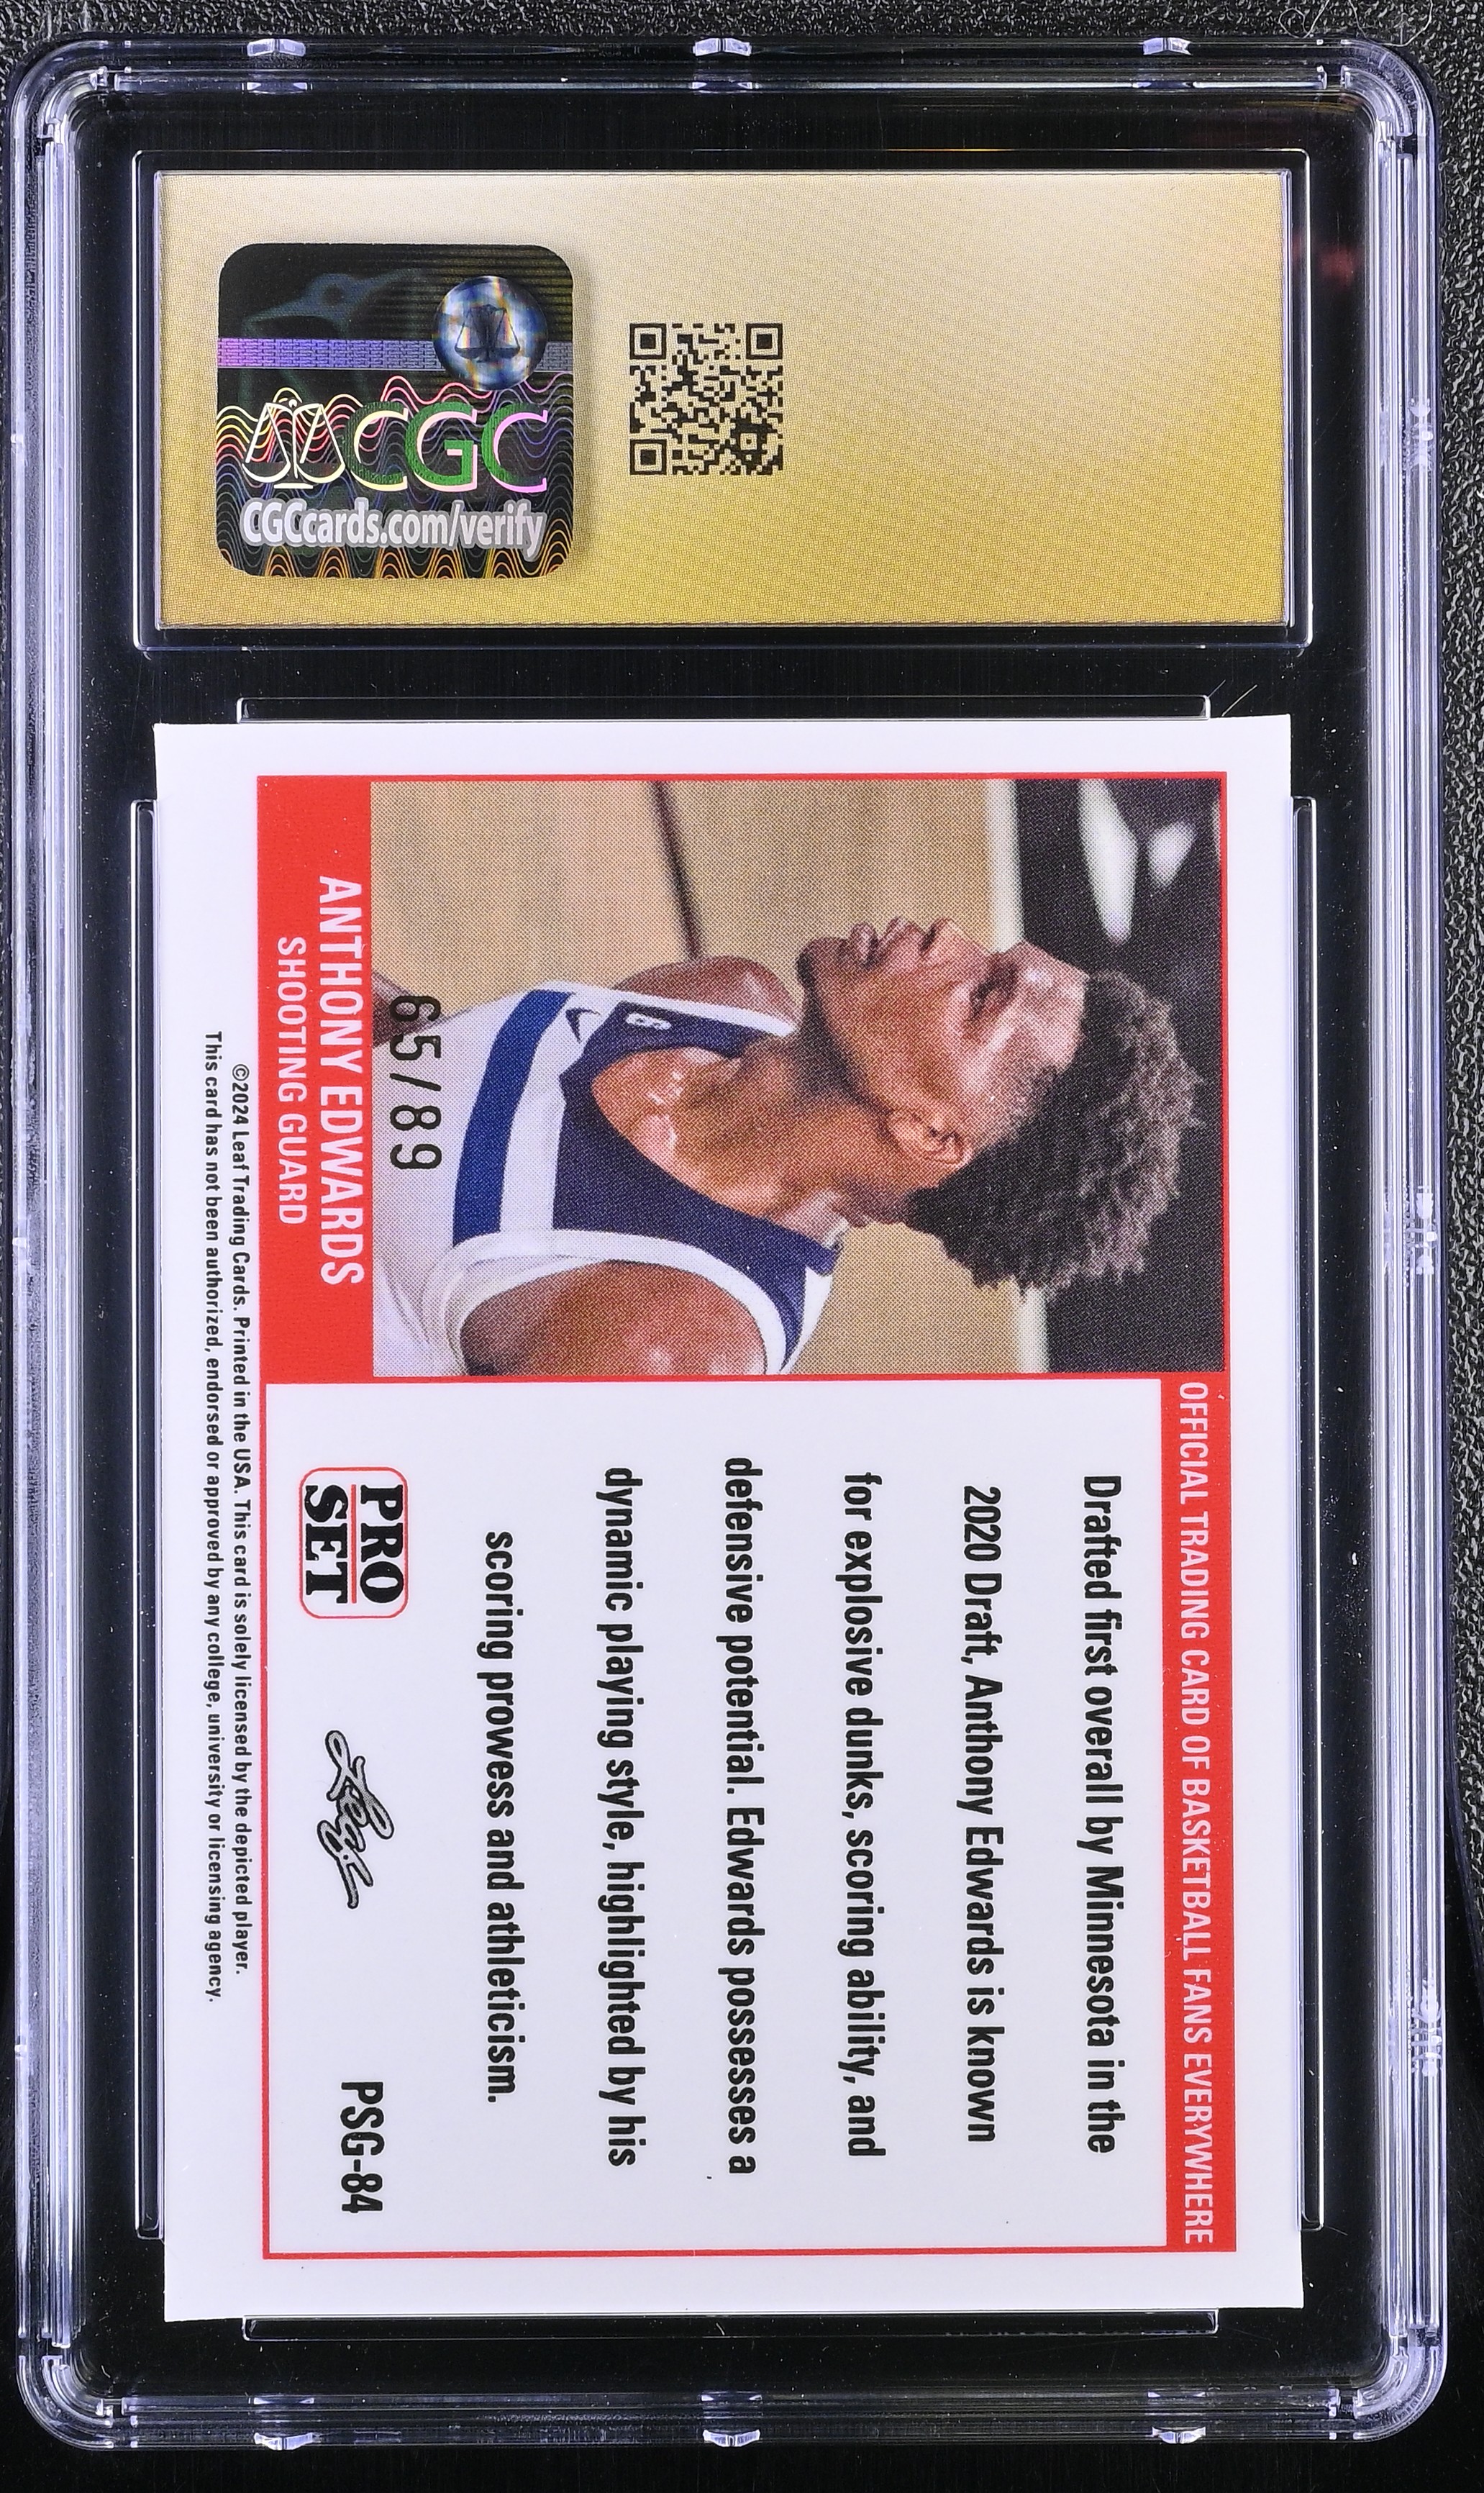 CGC
CGCcards.com/verify
OFFICIAL TRADING CARD OF BASKETBALL FANS EVERYWHERE
8
65/89
ANTHONY EDWARDS
SHOOTING GUARD
Drafted first overall by Minnesota in the
2020 Draft, Anthony Edwards is known
for explosive dunks, scoring ability, and
defensive potential. Edwards possesses a
dynamic playing style, highlighted by his
scoring prowess and athleticism.
PRO
SET
Leaf
PSG-84
©2024 Leaf Trading Cards. Printed in the USA. This card is solely licensed by the depicted player.
This card has not been authorized, endorsed or approved by any college, university or licensing agency.